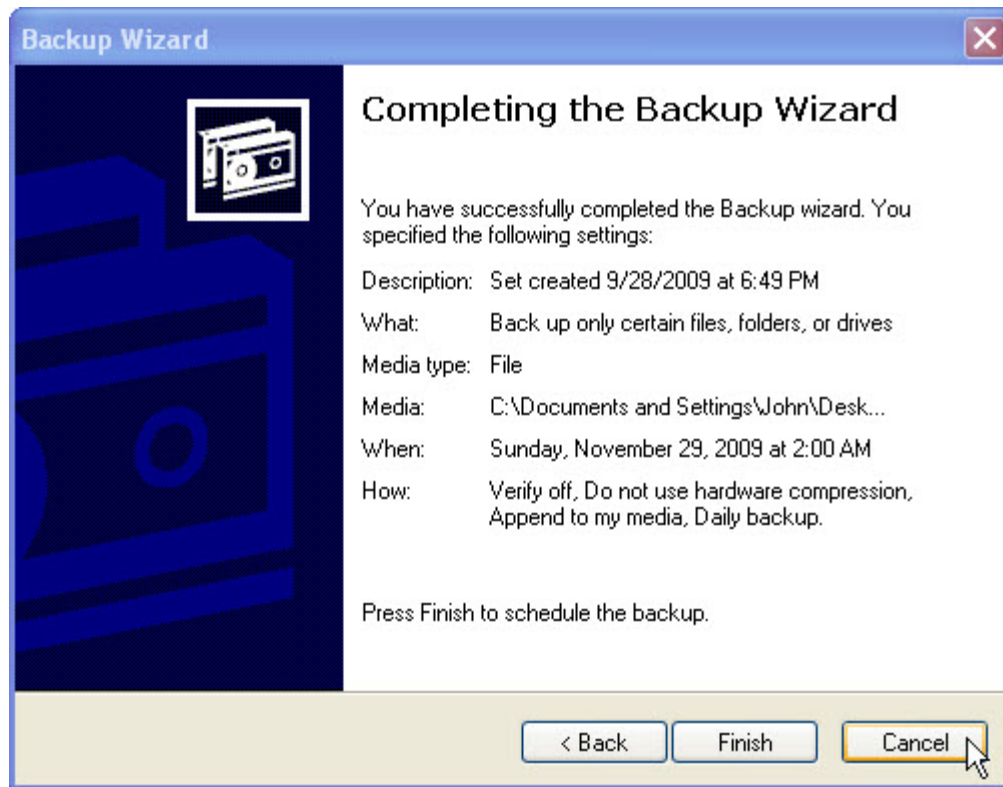 Backup Wizard
Completing the Backup Wizard
You have successfully completed the Backup wizard. You
specified the following settings:
Description: Set created 9/28/2009 at 6:49 PM
What: Back up only certain files, folders, or drives
Media type: File
Media: C:\Documents and Settings\John\Desk...
When: Sunday, November 29, 2009 at 2:00 AM
How: Verify off, Do not use hardware compression,
Append to my media, Daily backup.
Press Finish to schedule the backup.
< Back Finish Cancel